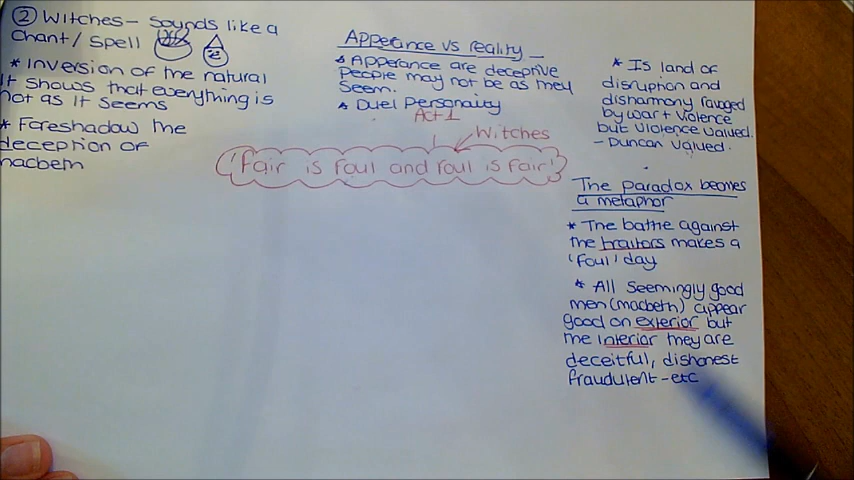 ② Witches - sounds like a
chant/spell
* Inversion of the natural
It shows that everything is
not as it seems
* Foreshadow the
deception of
macbeth
Apperance vs reality -
* Apperance are deceptive
people may not be as they
seem.
* Duel Personality
Act 1
Witches
'Fair is foul and foul is fair'
* Is land of
disruption and
disharmony ravaged
by war + violence
but violence valued.
- Duncan valued.
The paradox becomes
a metaphor
* The battle against
the traitors makes a
'foul' day
* All seemingly good
men (macbeth) appear
good on exterior but
the interior they are
deceitful, dishonest
fraudulent - etc